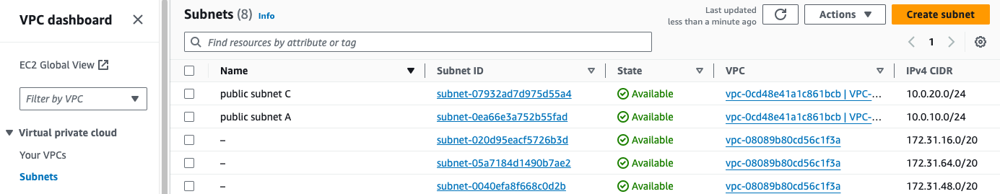 VPC dashboard
EC2 Global View
Filter by VPC
Virtual private cloud
Your VPCs
Subnets
Subnets (8) Info
Last updated
less than a minute ago
Actions
Create subnet
Find resources by attribute or tag
1
Name Subnet ID State VPC IPv4 CIDR
public subnet C subnet-07932ad7d975d55a4 Available vpc-0cd48e41a1c861bcb | VPC-... 10.0.20.0/24
public subnet A subnet-0ea66e3a752b55fad Available vpc-0cd48e41a1c861bcb | VPC-... 10.0.10.0/24
– subnet-020d95eacf5726b3d Available vpc-08089b80cd56c1f3a 172.31.16.0/20
– subnet-05a7184d1490b7ae2 Available vpc-08089b80cd56c1f3a 172.31.64.0/20
– subnet-0040efa8f668c0d2b Available vpc-08089b80cd56c1f3a 172.31.48.0/20